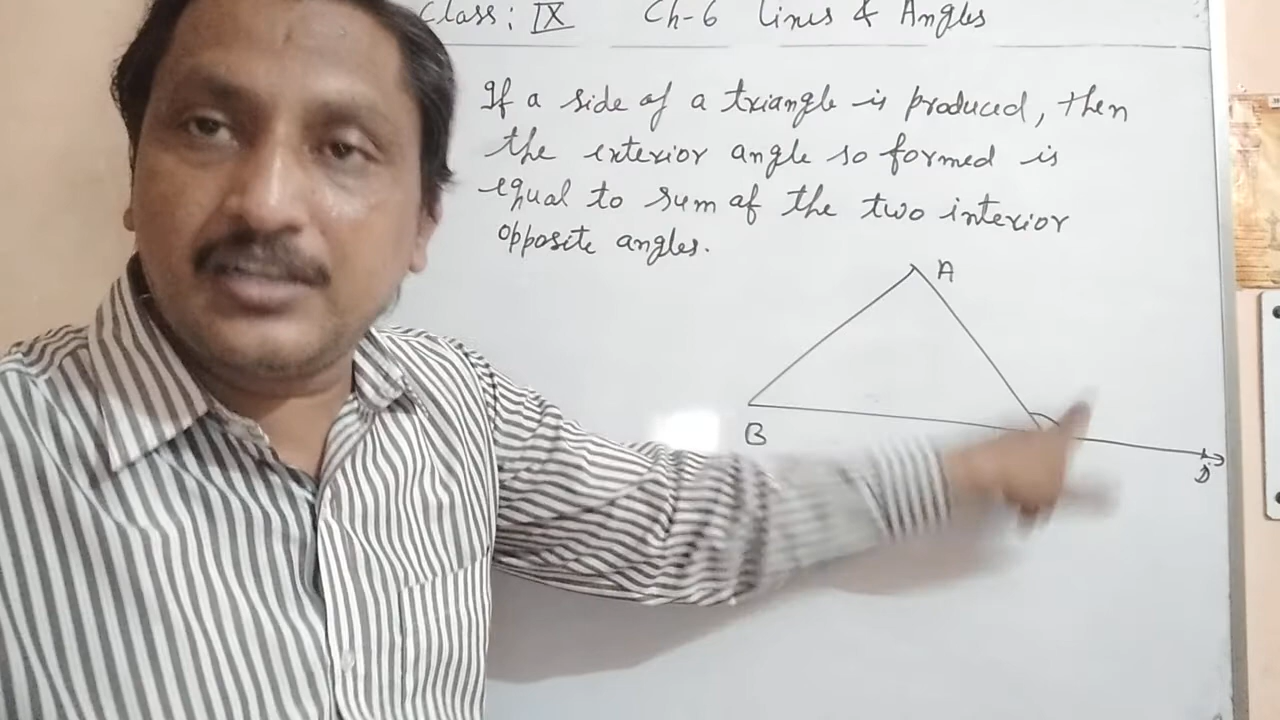 Class: IX Ch-6 Lines & Angles
If a side of a triangle is produced, then
the exterior angle so formed is
equal to sum of the two interior
opposite angles.
A
B
D